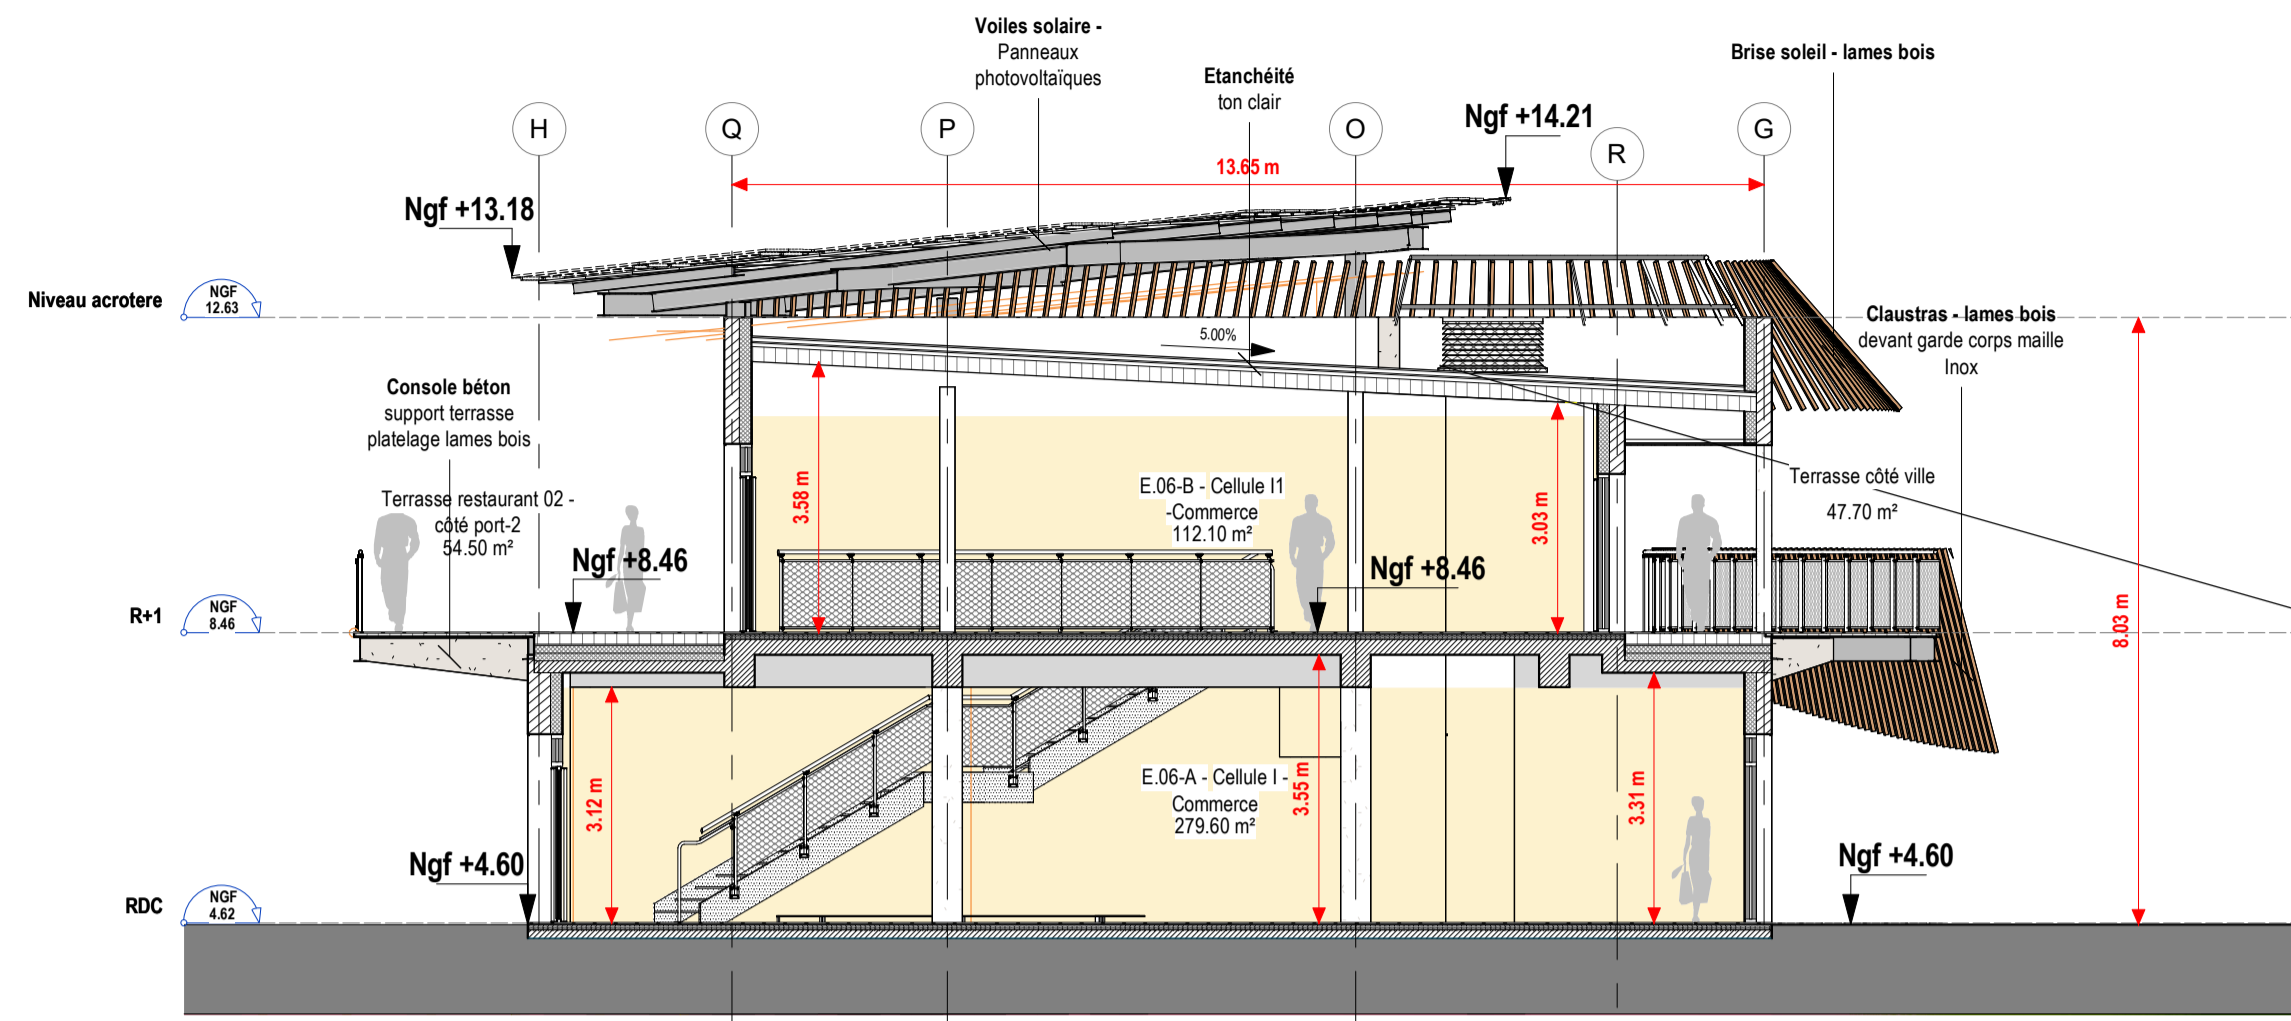 Voiles solaire -
Panneaux
photovoltaïques
Etanchéité
ton clair
Brise soleil - lames bois
H
Q
P
O
R
G
Ngf +14.21
13.65 m
Ngf +13.18
Niveau acrotere
NGF
12.63
5.00%
Claustras - lames bois
devant garde corps maille
Inox
Console béton
support terrasse
platelage lames bois
Terrasse restaurant 02 -
côté port-2
54.50 m²
3.58 m
E.06-B - Cellule I1
-Commerce
112.10 m²
3.03 m
Terrasse côté ville
47.70 m²
Ngf +8.46
Ngf +8.46
R+1
NGF
8.46
8.03 m
3.12 m
E.06-A - Cellule I -
Commerce
279.60 m²
3.55 m
3.31 m
Ngf +4.60
Ngf +4.60
RDC
NGF
4.62